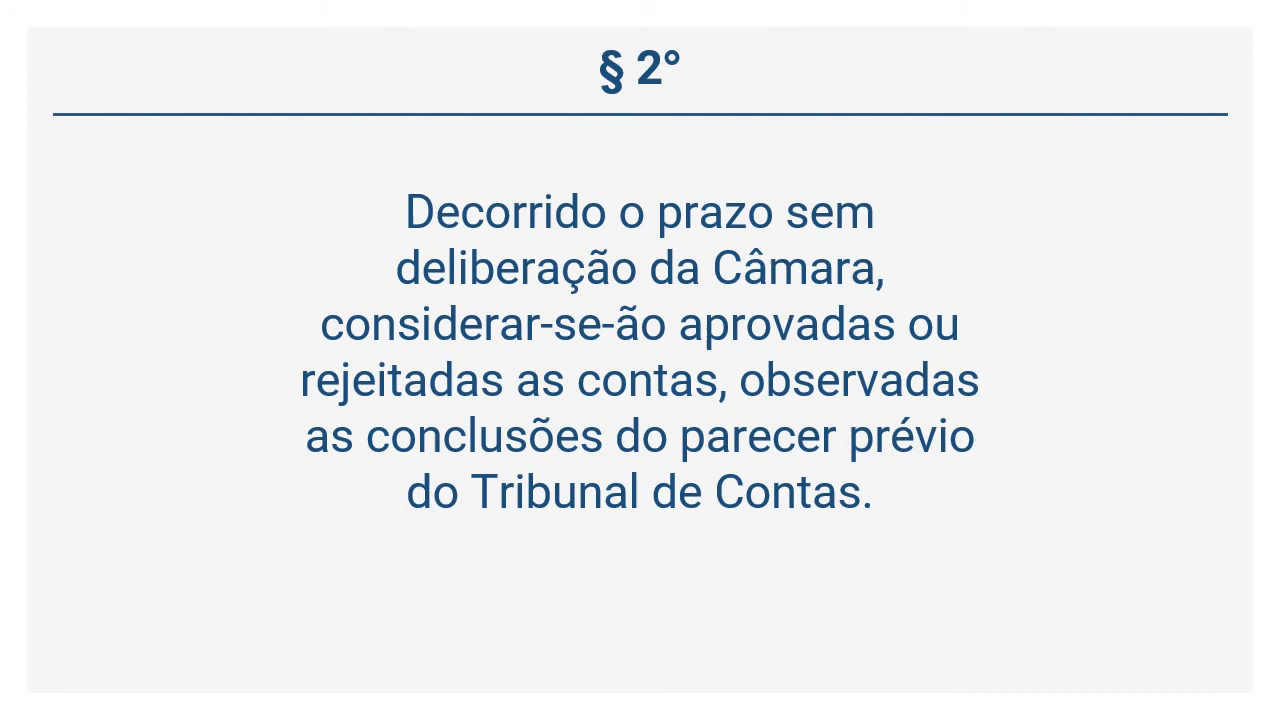 § 2°
Decorrido o prazo sem
deliberação da Câmara,
considerar-se-ão aprovadas ou
rejeitadas as contas, observadas
as conclusões do parecer prévio
do Tribunal de Contas.